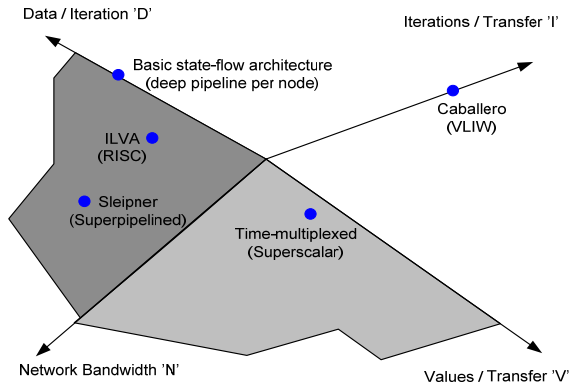 Data / Iteration 'D'
Iterations / Transfer 'I'
Basic state-flow architecture
(deep pipeline per node)
Caballero
(VLIW)
ILVA
(RISC)
Sleipner
(Superpipelined)
Time-multiplexed
(Superscalar)
Network Bandwidth 'N'
Values / Transfer 'V'